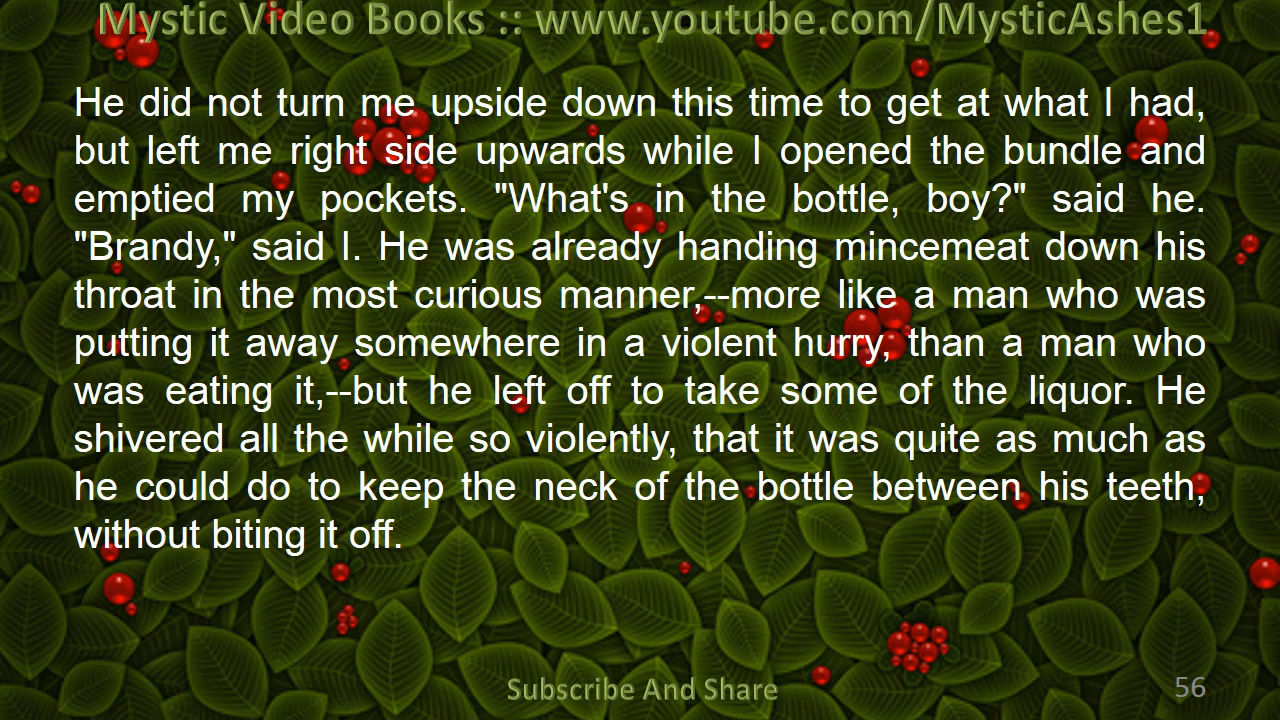 Mystic Video Books :: www.youtube.com/MysticAshes1
He did not turn me upside down this time to get at what I had,
but left me right side upwards while I opened the bundle and
emptied my pockets. "What's in the bottle, boy?" said he.
"Brandy," said I. He was already handing mincemeat down his
throat in the most curious manner,--more like a man who was
putting it away somewhere in a violent hurry, than a man who
was eating it,--but he left off to take some of the liquor. He
shivered all the while so violently, that it was quite as much as
he could do to keep the neck of the bottle between his teeth,
without biting it off.
Subscribe And Share
56